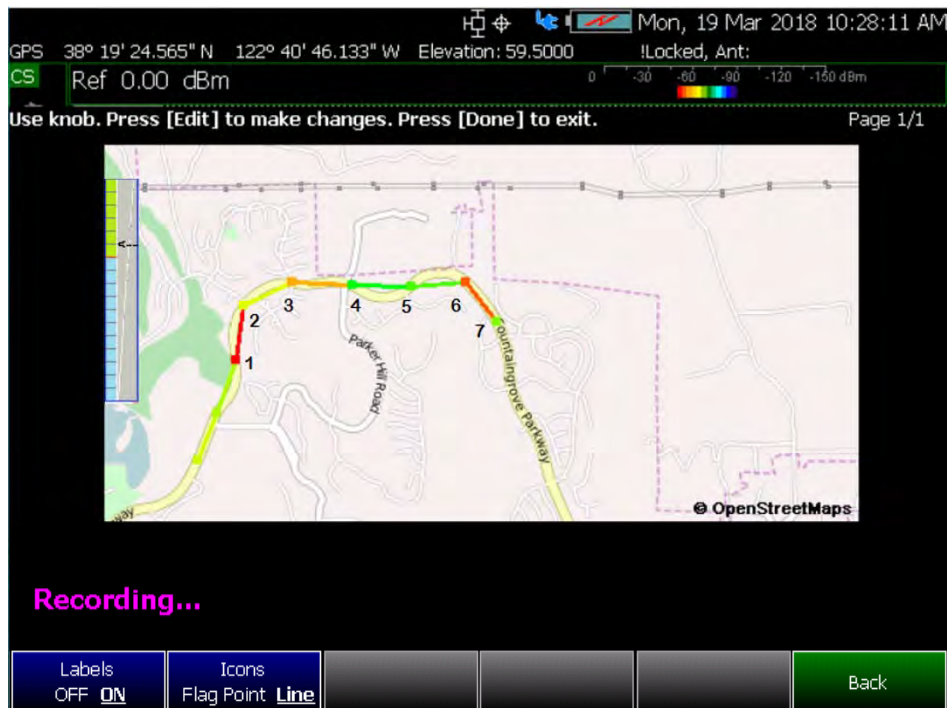 Mon, 19 Mar 2018 10:28:11 AM
GPS 38º 19' 24.565" N 122º 40' 46.133" W Elevation: 59.5000 !Locked, Ant:
CS Ref 0.00 dBm 0 -30 -60 -90 -120 -150 dBm
Use knob. Press [Edit] to make changes. Press [Done] to exit. Page 1/1
<--
3 4 5 6
2 7
1
Parker Hill Road
Fountaingrove Parkway
way
© OpenStreetMaps
Recording...
Labels
OFF ON
Icons
Flag Point Line
Back